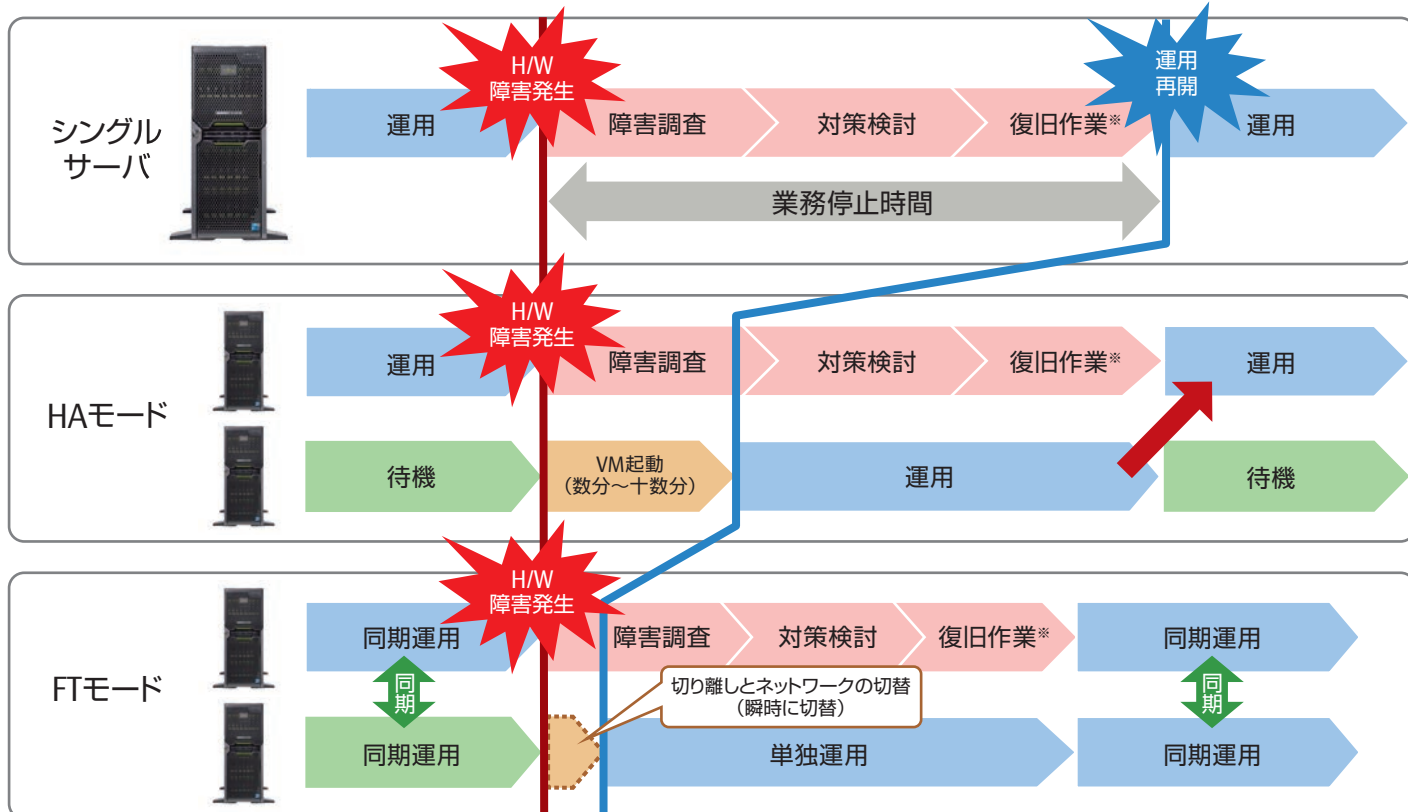 シングル
サーバ
運用
H/W
障害発生
障害調査
対策検討
復旧作業※
運用
再開
運用
業務停止時間
HAモード
運用
H/W
障害発生
障害調査
対策検討
復旧作業※
運用
待機
VM起動
(数分～十数分)
運用
待機
FTモード
同期運用
H/W
障害発生
障害調査
対策検討
復旧作業※
同期運用
同期
切り離しとネットワークの切替
(瞬時に切替)
同期
同期運用
単独運用
同期運用